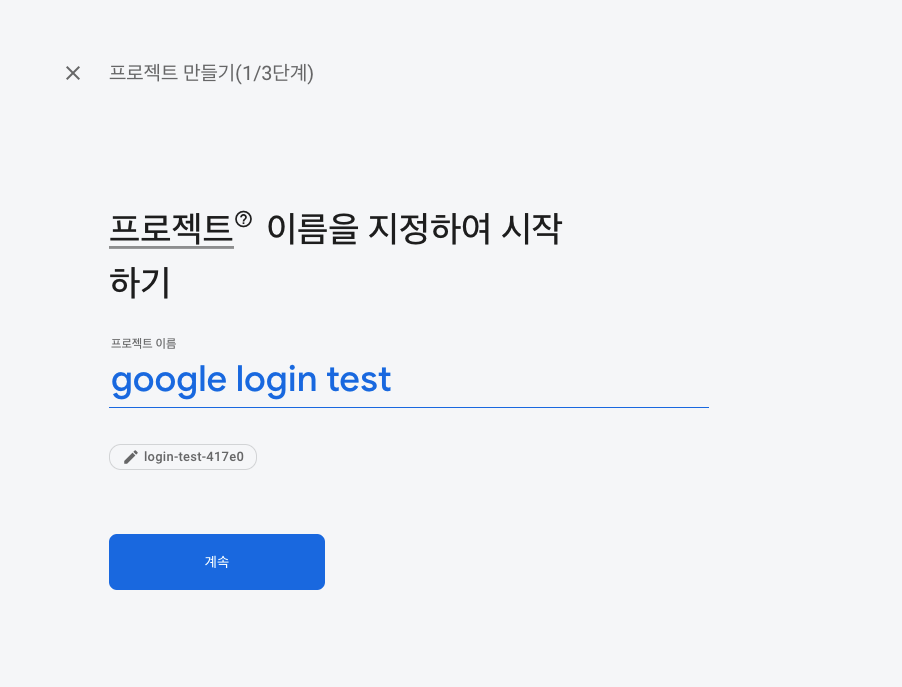 프로젝트 만들기(1/3단계)
프로젝트 이름을 지정하여 시작
하기
프로젝트 이름
google login test
login-test-417e0
계속